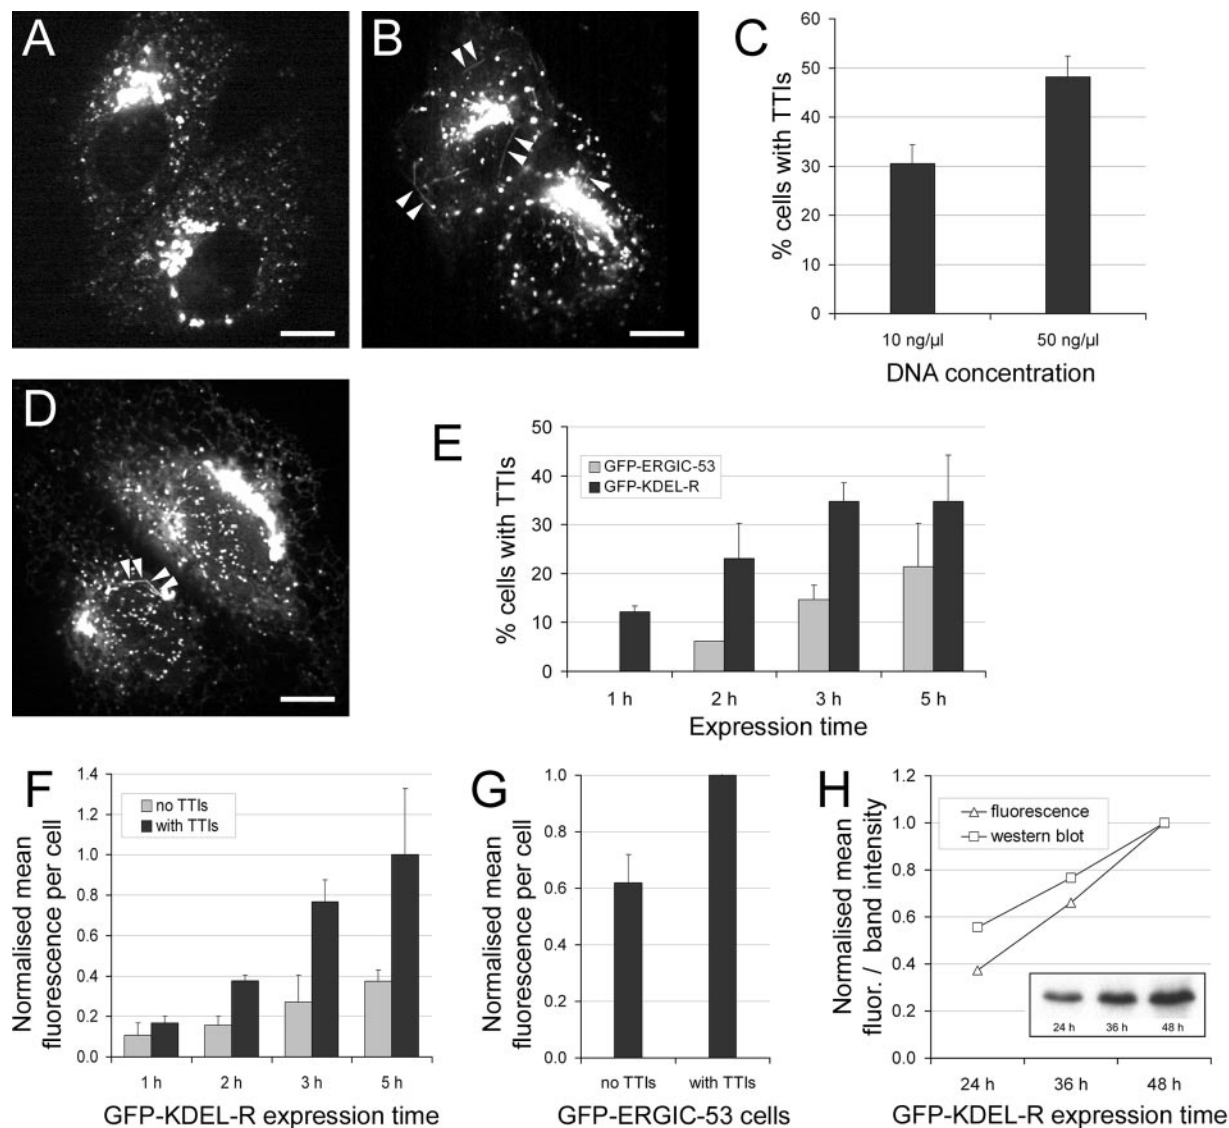 A
B
C
% cells with TTIs
60
50
40
30
20
10
0
10 ng/µl
50 ng/µl
DNA concentration
D
E
% cells with TTIs
50
40
30
20
10
0
GFP-ERGIC-53
GFP-KDEL-R
1 h
2 h
3 h
5 h
Expression time
F
Normalised mean
fluorescence per cell
1.4
1.2
1.0
0.8
0.6
0.4
0.2
0.0
no TTIs
with TTIs
1 h
2 h
3 h
5 h
GFP-KDEL-R expression time
G
Normalised mean
fluorescence per cell
1.0
0.8
0.6
0.4
0.2
0.0
no TTIs
with TTIs
GFP-ERGIC-53 cells
H
Normalised mean
fluor. / band intensity
1.2
1.0
0.8
0.6
0.4
0.2
0.0
fluorescence
western blot
24 h
36 h
48 h
24 h
36 h
48 h
GFP-KDEL-R expression time